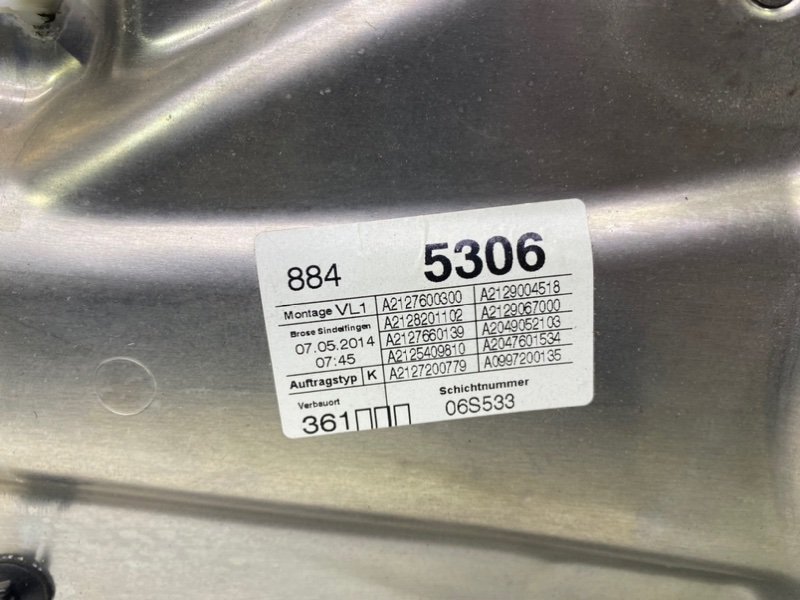 884 5306
Montage VL1 A2127600300 A2129004518
Brose Sindelfingen A2128201102 A2129067000
07.05.2014 A2127660139 A2049052103
07:45 A2125409810 A2047601534
Auftragstyp K A2127200779 A0997200135
Verbauort Schichtnummer
361 06S533